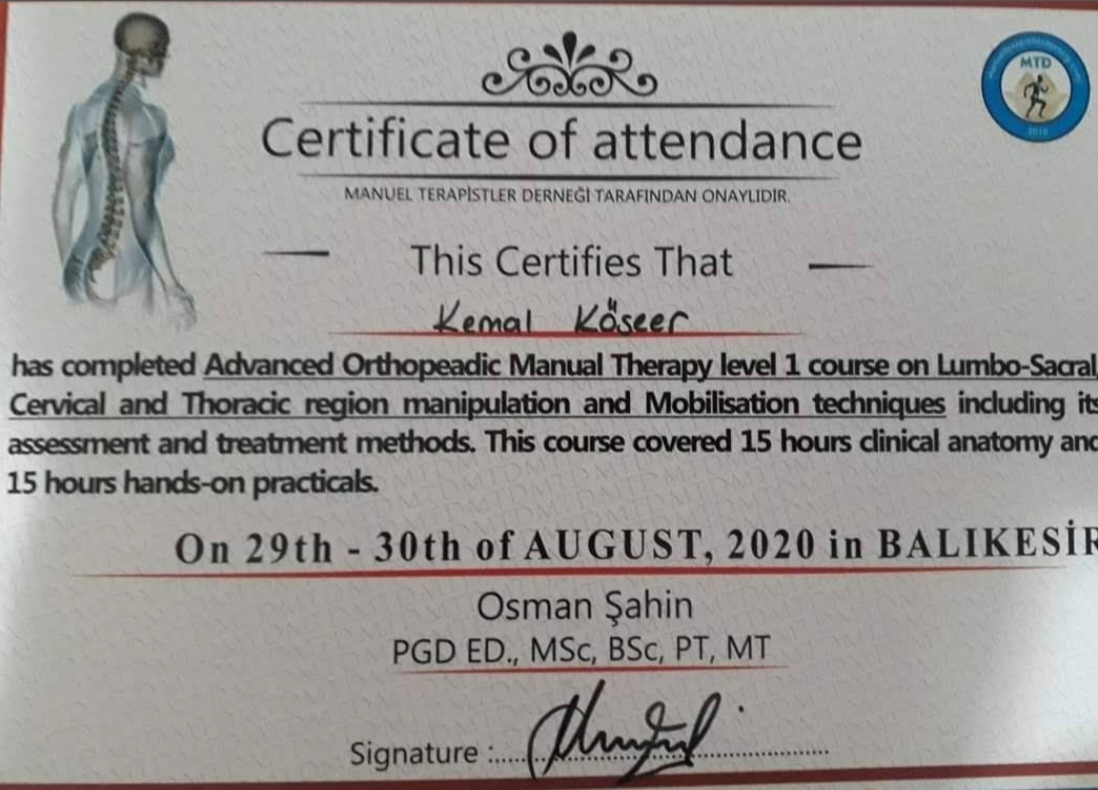 MTD
2019
Certificate of attendance
MANUEL TERAPİSTLER DERNEĞİ TARAFINDAN ONAYLIDIR.
This Certifies That
Kemal Köseer
has completed Advanced Orthopeadic Manual Therapy level 1 course on Lumbo-Sacral,
Cervical and Thoracic region manipulation and Mobilisation techniques including its
assessment and treatment methods. This course covered 15 hours clinical anatomy and
15 hours hands-on practicals.
On 29th - 30th of AUGUST, 2020 in BALIKESİR
Osman Şahin
PGD ED., MSc, BSc, PT, MT
Signature :